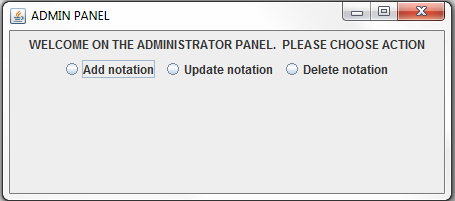 ADMIN PANEL
WELCOME ON THE ADMINISTRATOR PANEL. PLEASE CHOOSE ACTION
Add notation Update notation Delete notation